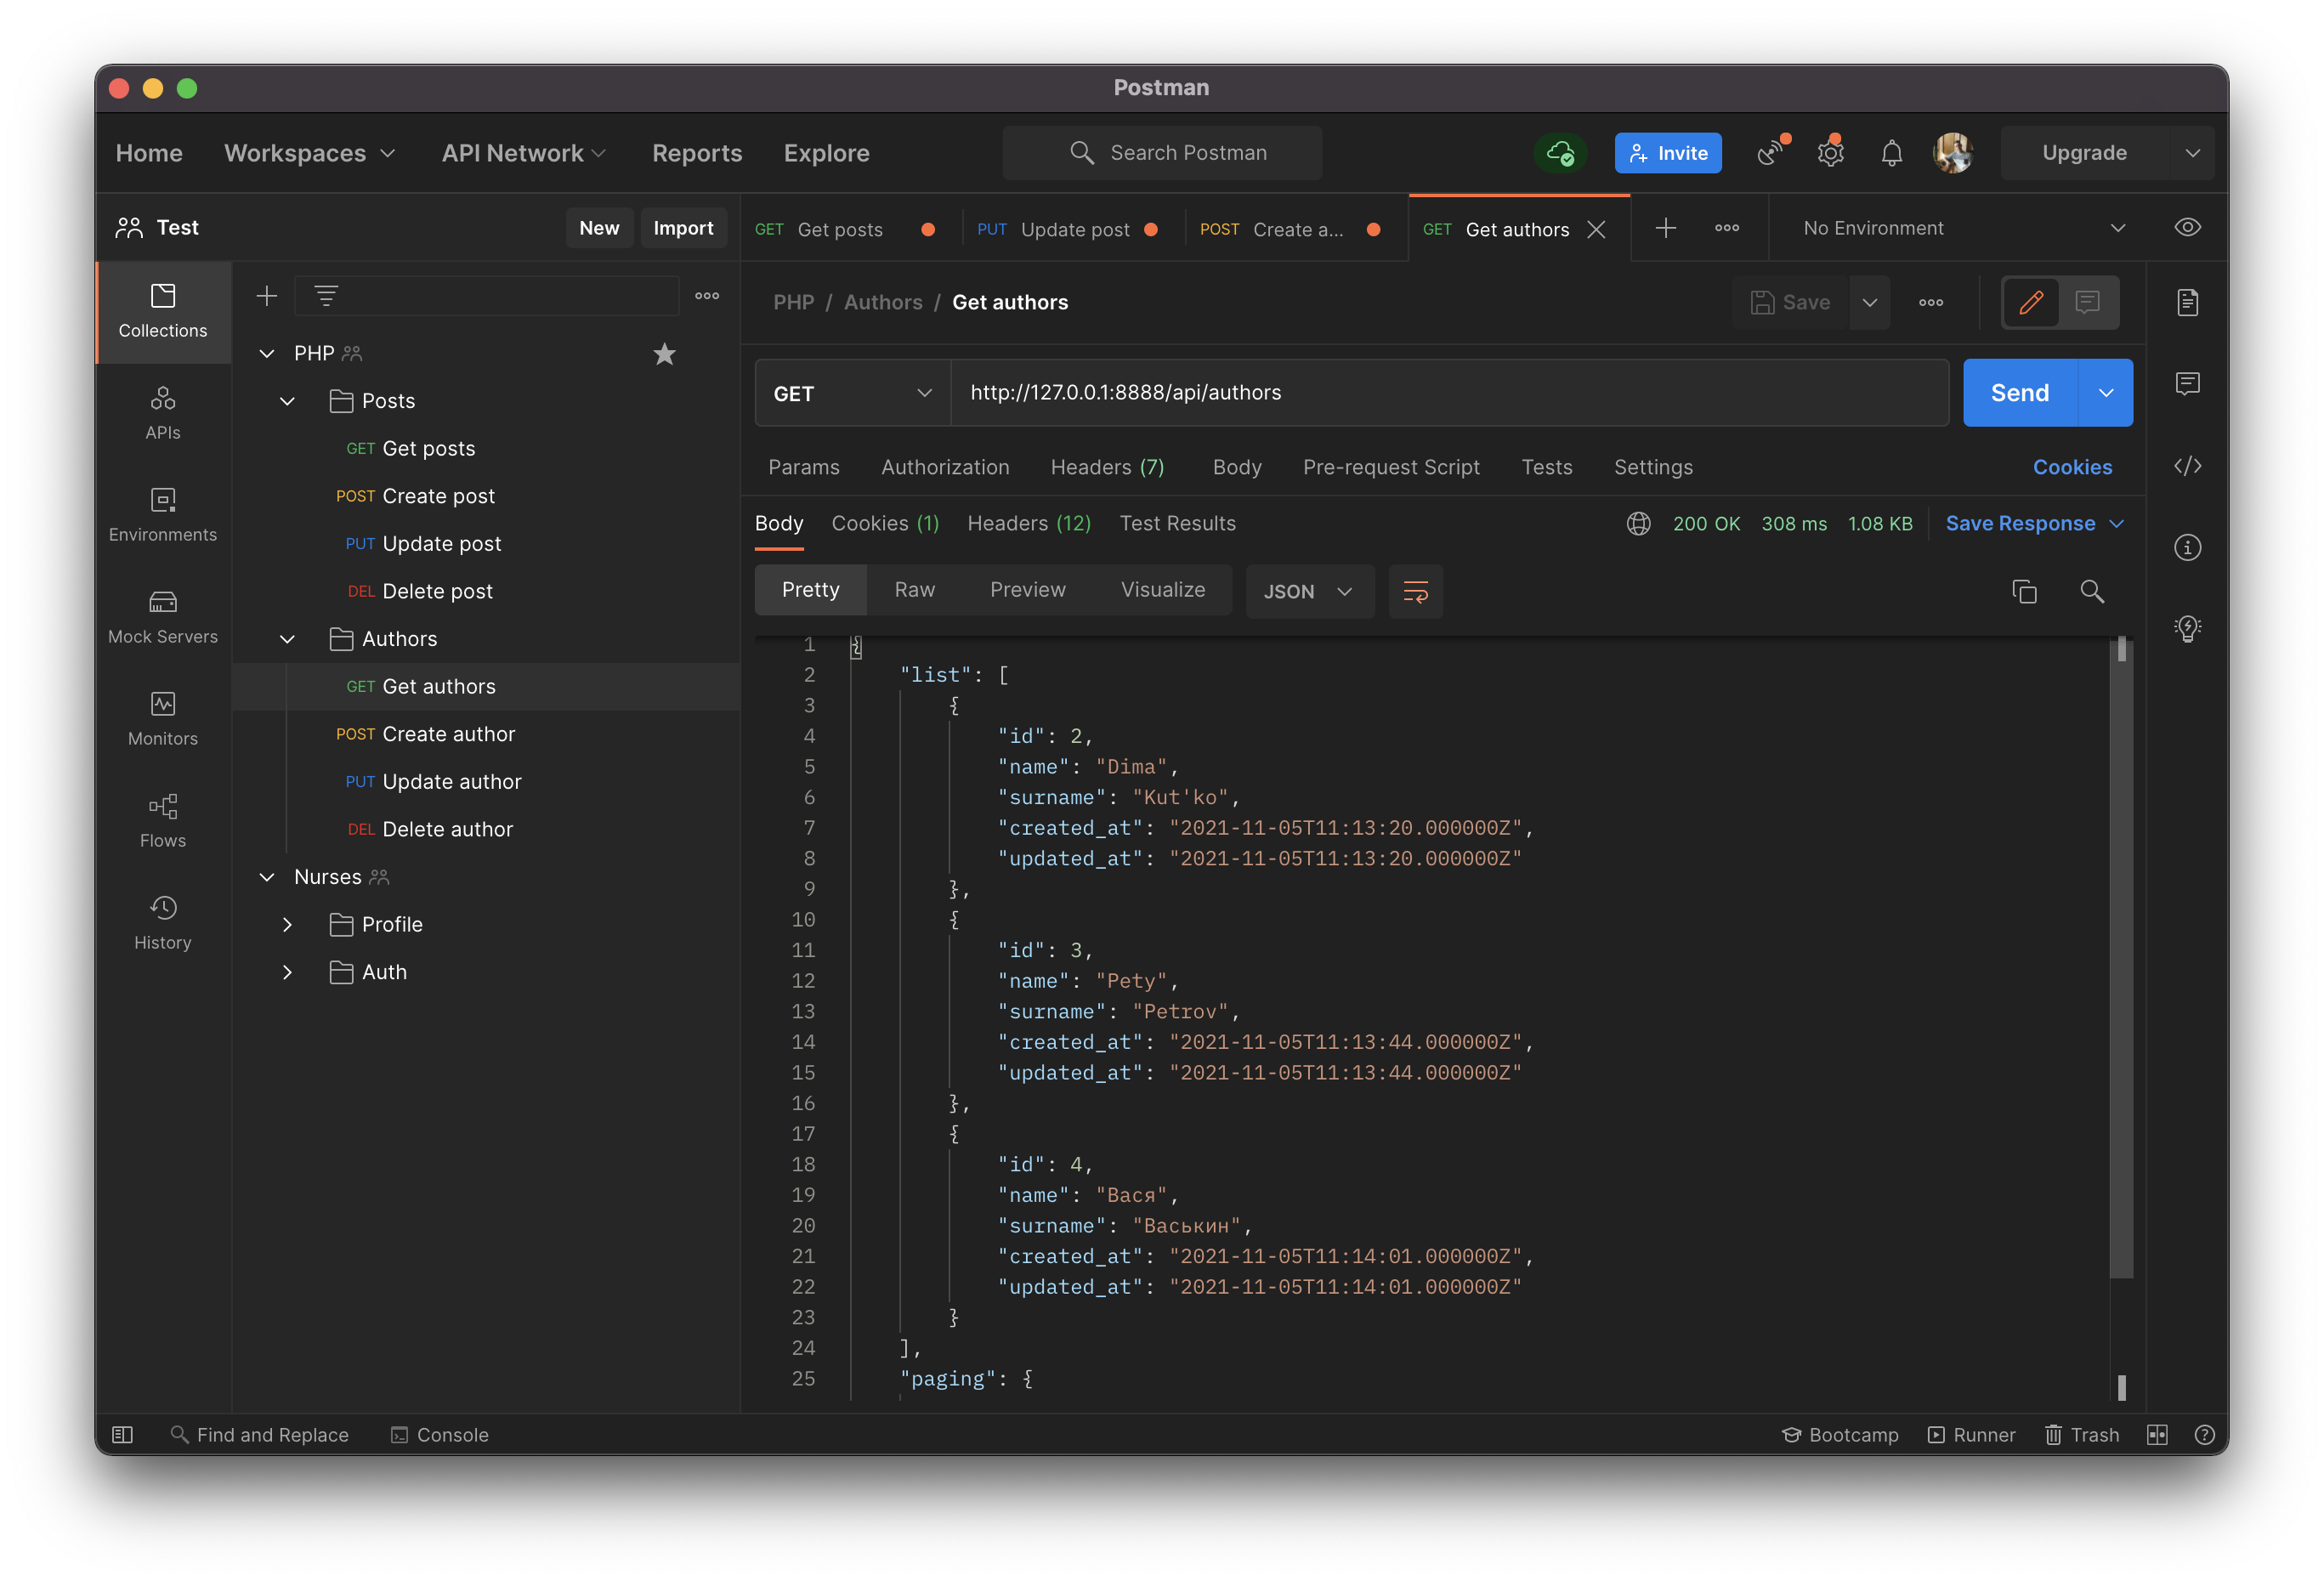 Postman
Home Workspaces API Network Reports Explore Search Postman Invite Upgrade
Test New Import
GET Get posts PUT Update post POST Create a... GET Get authors No Environment
Collections
APIs
Environments
Mock Servers
Monitors
Flows
History
PHP
Posts
GET Get posts
POST Create post
PUT Update post
DEL Delete post
Authors
GET Get authors
POST Create author
PUT Update author
DEL Delete author
Nurses
Profile
Auth
PHP / Authors / Get authors Save
GET http://127.0.0.1:8888/api/authors Send
Params Authorization Headers (7) Body Pre-request Script Tests Settings Cookies
Body Cookies (1) Headers (12) Test Results 200 OK 308 ms 1.08 KB Save Response
Pretty Raw Preview Visualize JSON
1 {
2 "list": [
3 {
4 "id": 2,
5 "name": "Dima",
6 "surname": "Kut'ko",
7 "created_at": "2021-11-05T11:13:20.000000Z",
8 "updated_at": "2021-11-05T11:13:20.000000Z"
9 },
10 {
11 "id": 3,
12 "name": "Pety",
13 "surname": "Petrov",
14 "created_at": "2021-11-05T11:13:44.000000Z",
15 "updated_at": "2021-11-05T11:13:44.000000Z"
16 },
17 {
18 "id": 4,
19 "name": "Вася",
20 "surname": "Васькин",
21 "created_at": "2021-11-05T11:14:01.000000Z",
22 "updated_at": "2021-11-05T11:14:01.000000Z"
23 }
24 ],
25 "paging": {
Find and Replace Console Bootcamp Runner Trash